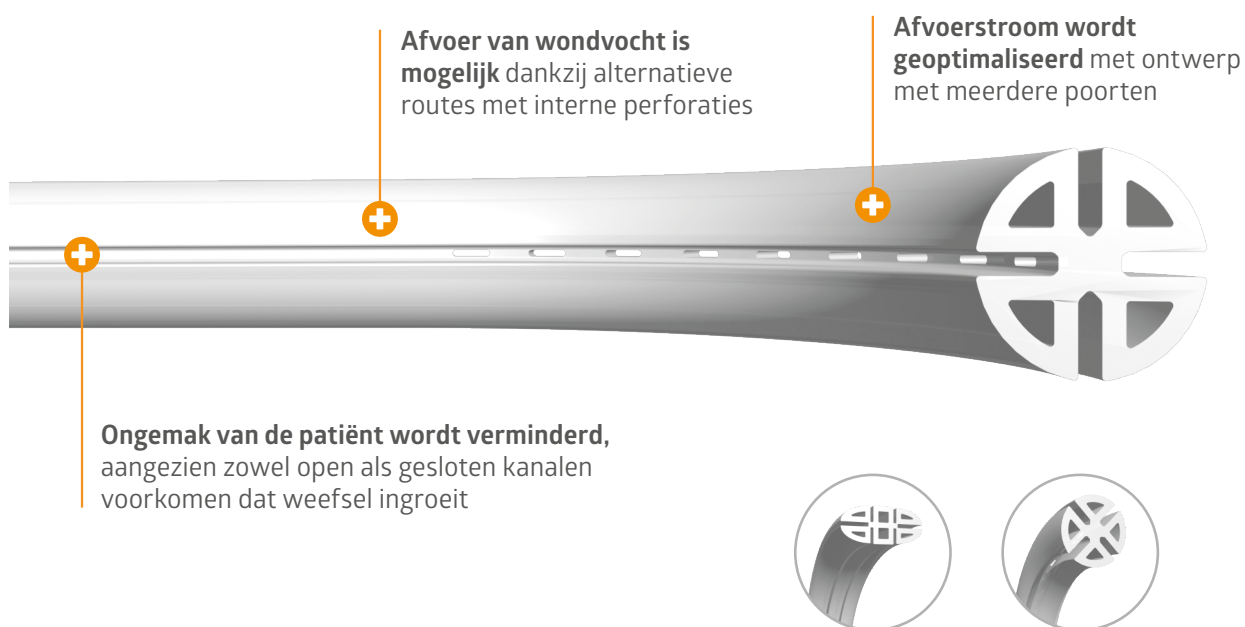 Afvoer van wondvocht is
mogelijk dankzij alternatieve
routes met interne perforaties
Afvoerstroom wordt
geoptimaliseerd met ontwerp
met meerdere poorten
Ongemak van de patiënt wordt verminderd,
aangezien zowel open als gesloten kanalen
voorkomen dat weefsel ingroeit